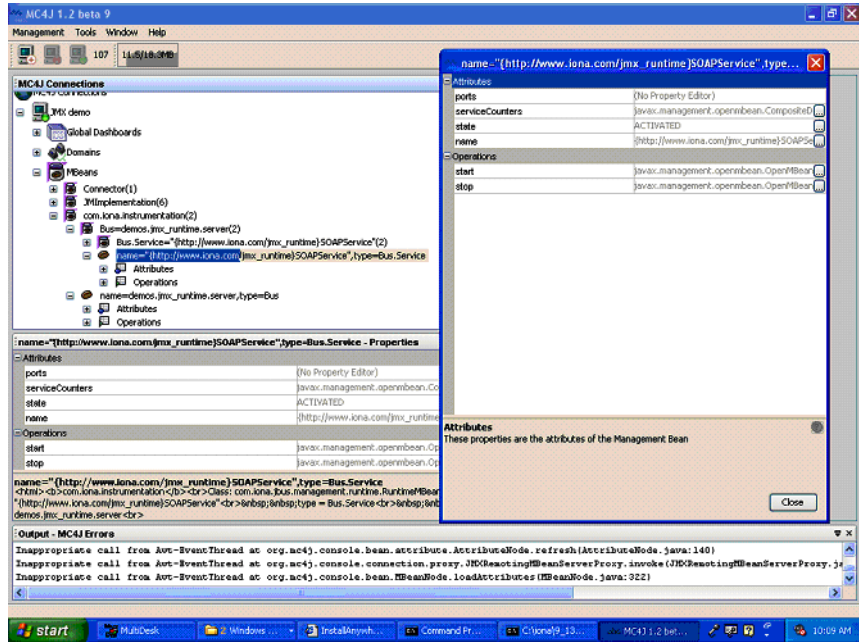 MC4J 1.2 beta 9
Management Tools Window Help
107 11.5/18.3MB
MC4J Connections
MC4J Connections
JMX demo
Global Dashboards
Domains
MBeans
Connector(1)
JMImplementation(6)
com.iona.instrumentation(2)
Bus=demos.jmx_runtime.server(2)
Bus.Service="{http://www.iona.com/jmx_runtime}SOAPService"(2)
name="{http://www.iona.com/jmx_runtime}SOAPService",type=Bus.Service
Attributes
Operations
name=demos.jmx_runtime.server,type=Bus
Attributes
Operations
name="{http://www.iona.com/jmx_runtime}SOAPService",type=Bus.Service - Properties
Attributes
ports (No Property Editor)
serviceCounters javax.management.openmbean.Co
state ACTIVATED
name {http://www.iona.com/jmx_runtime
Operations
start javax.management.openmbean.Op
stop javax.management.openmbean.Op
name="{http://www.iona.com/jmx_runtime}SOAPService",type=Bus.Service
<html><b>com.iona.instrumentation</b><br>Class: com.iona.jbus.management.runtime.RuntimeMBean
"{http://www.iona.com/jmx_runtime}SOAPService"<br>&nbsp;&nbsp;type = Bus.Service<br>&nbsp;&nb
demos.jmx_runtime.server<br>
name="{http://www.iona.com/jmx_runtime}SOAPService",type...
Attributes
ports (No Property Editor)
serviceCounters javax.management.openmbean.CompositeD ...
state ACTIVATED ...
name {http://www.iona.com/jmx_runtime}SOAPSe ...
Operations
start javax.management.openmbean.OpenMBean ...
stop javax.management.openmbean.OpenMBean ...
Attributes
These properties are the attributes of the Management Bean
Close
Output - MC4J Errors
Inappropriate call from Awt-EventThread at org.mc4j.console.bean.attribute.AttributeNode.refresh(AttributeNode.java:140)
Inappropriate call from Awt-EventThread at org.mc4j.console.connection.proxy.JMXRemotingMBeanServerProxy.invoke(JMXRemotingMBeanServerProxy.ja
Inappropriate call from Awt-EventThread at org.mc4j.console.bean.MBeanNode.loadAttributes(MBeanNode.java:322)
start MultiDesk 2 Windows ... InstallAnywh... Command Pr... C:\iona\9_13... MC4J 1.2 bet... 10:09 AM